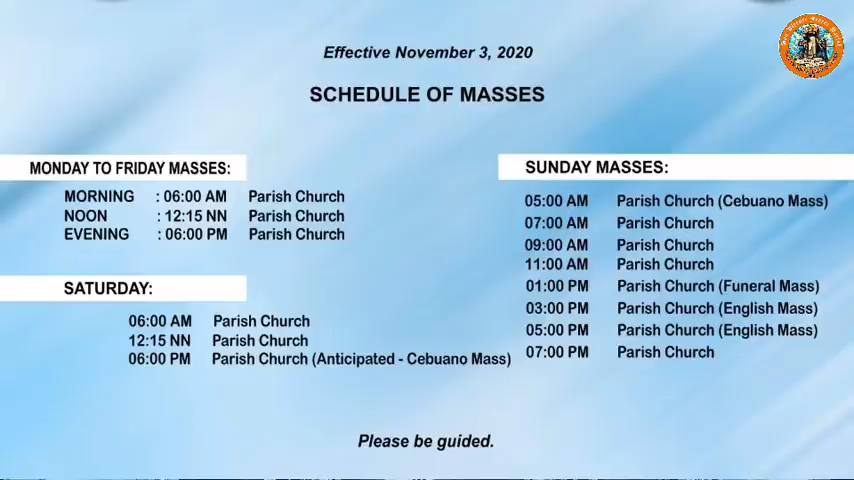 Effective November 3, 2020
SCHEDULE OF MASSES
MONDAY TO FRIDAY MASSES:
MORNING : 06:00 AM Parish Church
NOON : 12:15 NN Parish Church
EVENING : 06:00 PM Parish Church
SATURDAY:
06:00 AM Parish Church
12:15 NN Parish Church
06:00 PM Parish Church (Anticipated - Cebuano Mass)
SUNDAY MASSES:
05:00 AM Parish Church (Cebuano Mass)
07:00 AM Parish Church
09:00 AM Parish Church
11:00 AM Parish Church
01:00 PM Parish Church (Funeral Mass)
03:00 PM Parish Church (English Mass)
05:00 PM Parish Church (English Mass)
07:00 PM Parish Church
Please be guided.